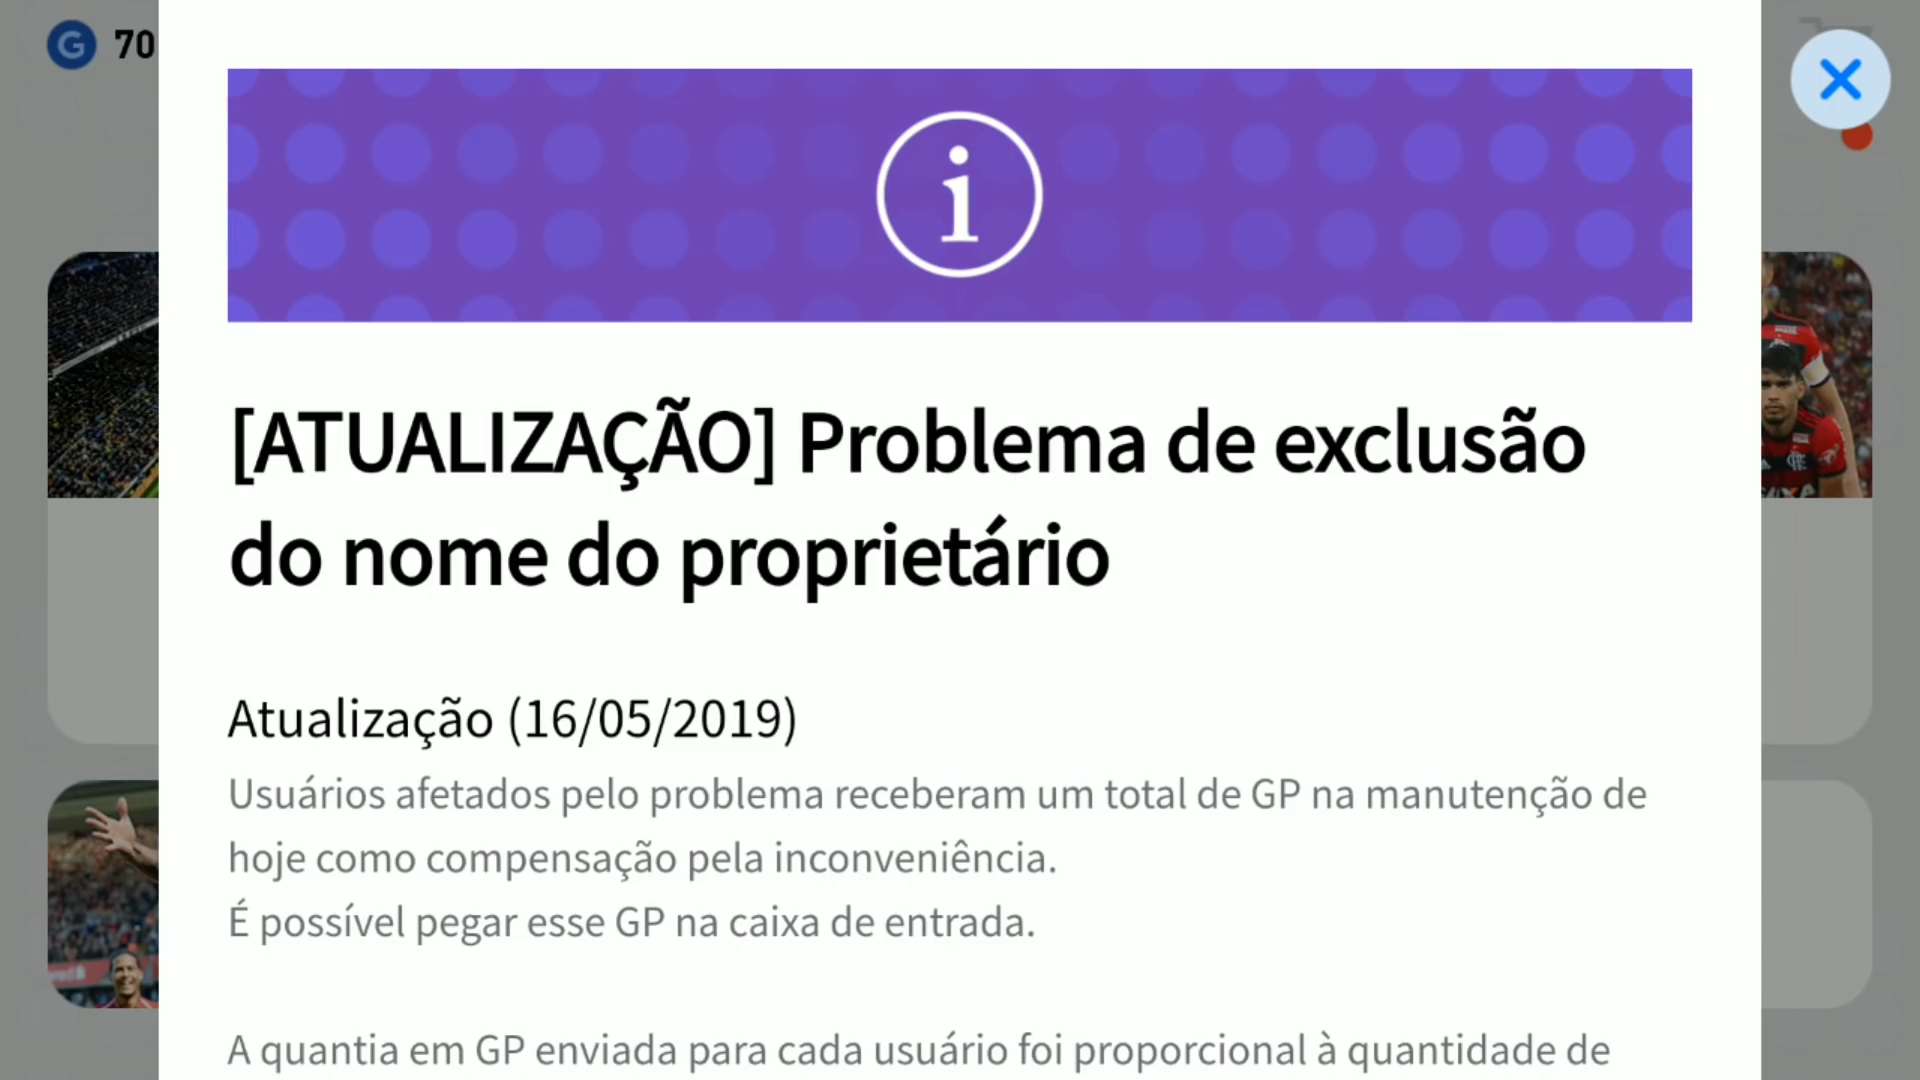 G 70
i
[ATUALIZAÇÃO] Problema de exclusão
do nome do proprietário
Atualização (16/05/2019)
Usuários afetados pelo problema receberam um total de GP na manutenção de
hoje como compensação pela inconveniência.
É possível pegar esse GP na caixa de entrada.
A quantia em GP enviada para cada usuário foi proporcional à quantidade de